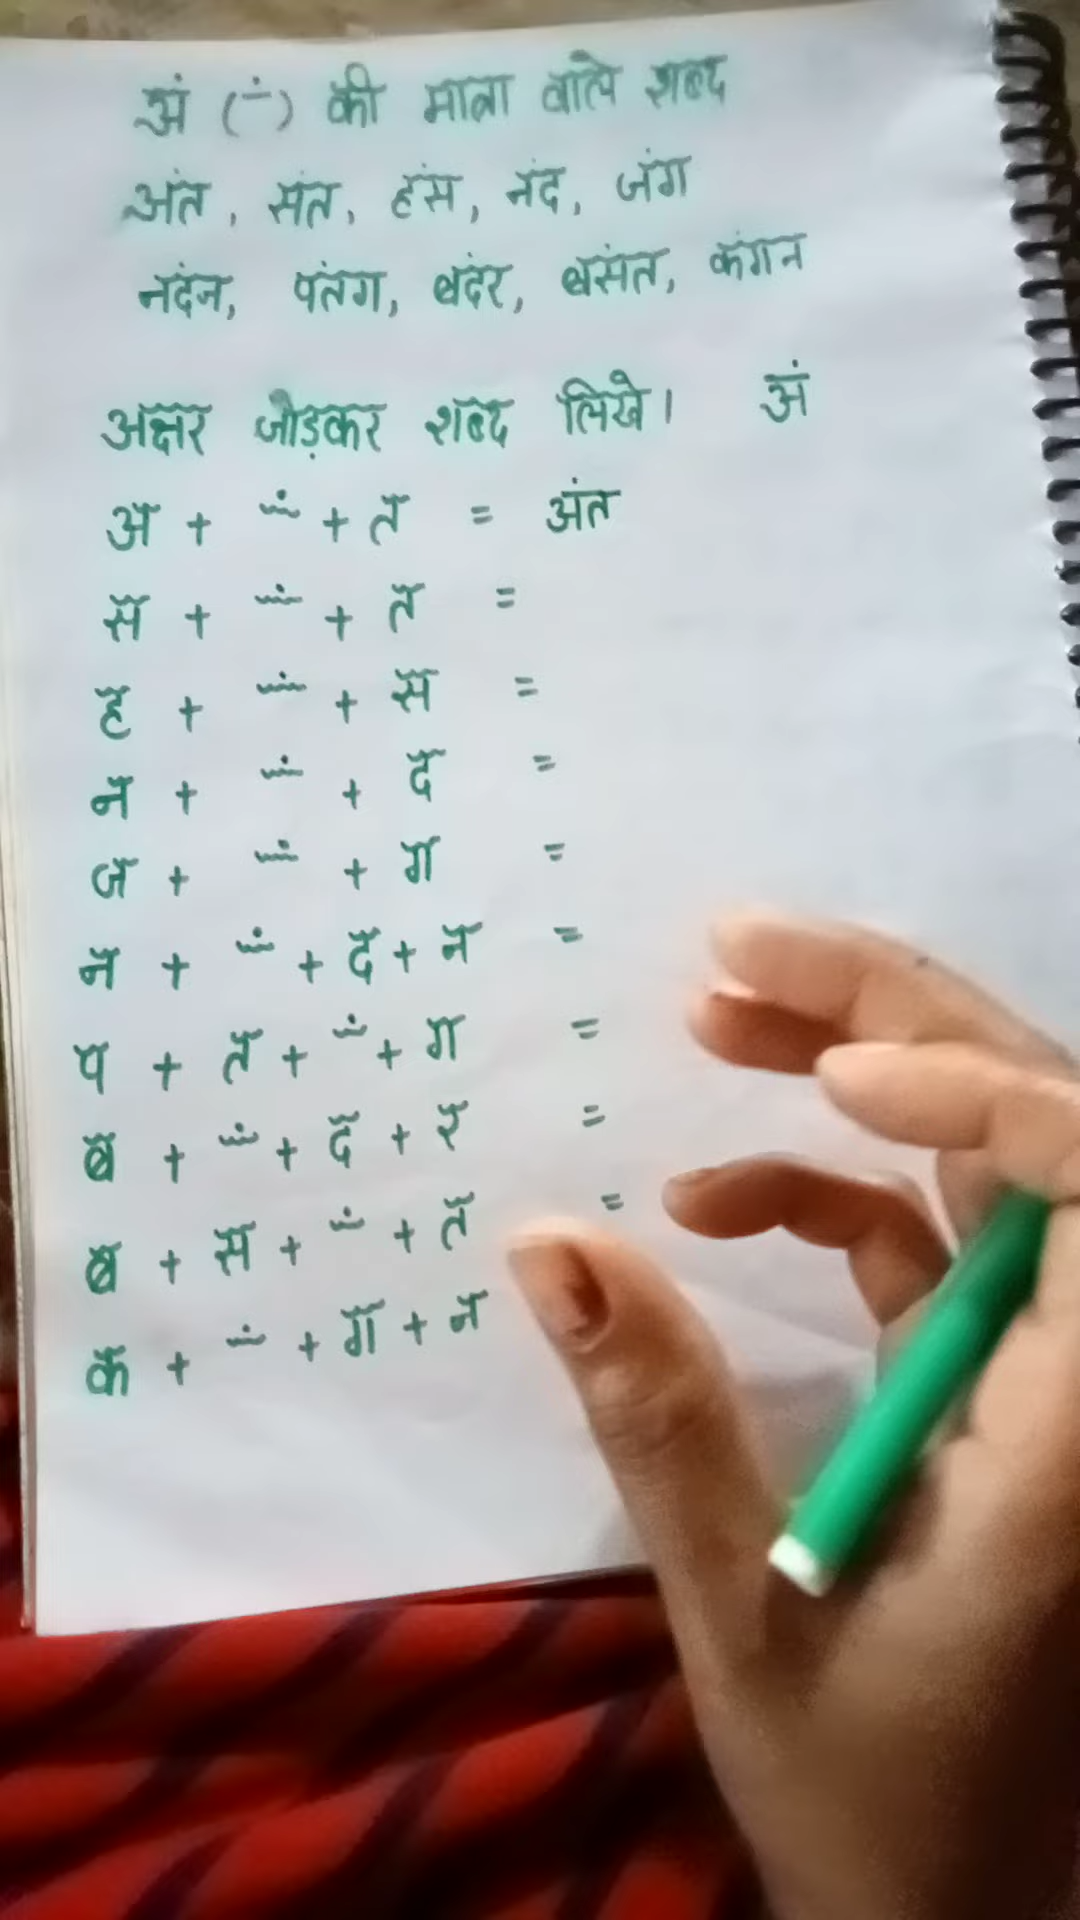 अं (ं) की मात्रा वाले शब्द
अंत, संत, हंस, नंद, जंग
नंदन, पतंग, बंदर, बसंत, कंगन
अक्षर जोड़कर शब्द लिखे। अं
अ + ं + त = अंत
स + ं + त =
ह + ं + स =
न + ं + द =
ज + ं + ग =
न + ं + द + न =
प + त + ं + ग =
ब + ं + द + र =
ब + स + ं + त =
क + ं + ग + न